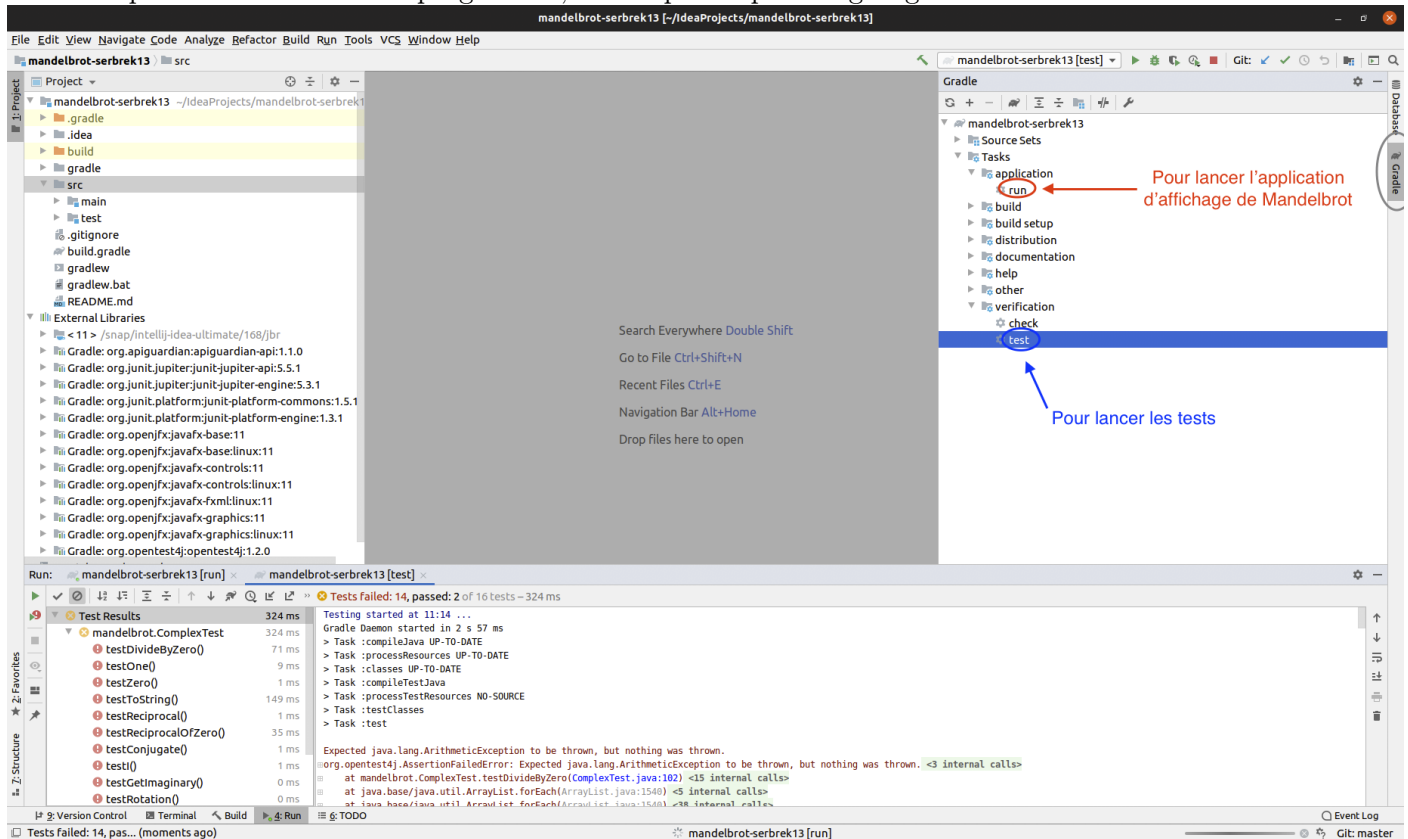 mandelbrot-serbrek13 [~/IdeaProjects/mandelbrot-serbrek13]
File Edit View Navigate Code Analyze Refactor Build Run Tools VCS Window Help
mandelbrot-serbrek13 src
mandelbrot-serbrek13 [test]
Git:
1: Project
Project
mandelbrot-serbrek13 ~/IdeaProjects/mandelbrot-serbrek1
.gradle
.idea
build
gradle
src
main
test
.gitignore
build.gradle
gradlew
gradlew.bat
README.md
External Libraries
< 11 > /snap/intellij-idea-ultimate/168/jbr
Gradle: org.apiguardian:apiguardian-api:1.1.0
Gradle: org.junit.jupiter:junit-jupiter-api:5.5.1
Gradle: org.junit.jupiter:junit-jupiter-engine:5.3.1
Gradle: org.junit.platform:junit-platform-commons:1.5.1
Gradle: org.junit.platform:junit-platform-engine:1.3.1
Gradle: org.openjfx:javafx-base:11
Gradle: org.openjfx:javafx-base:linux:11
Gradle: org.openjfx:javafx-controls:11
Gradle: org.openjfx:javafx-controls:linux:11
Gradle: org.openjfx:javafx-fxml:linux:11
Gradle: org.openjfx:javafx-graphics:11
Gradle: org.openjfx:javafx-graphics:linux:11
Gradle: org.opentest4j:opentest4j:1.2.0
Search Everywhere Double Shift
Go to File Ctrl+Shift+N
Recent Files Ctrl+E
Navigation Bar Alt+Home
Drop files here to open
Gradle
mandelbrot-serbrek13
Source Sets
Tasks
application
run
build
build setup
distribution
documentation
help
other
verification
check
test
Pour lancer l'application
d'affichage de Mandelbrot
Pour lancer les tests
Database
Gradle
Run: mandelbrot-serbrek13 [run] mandelbrot-serbrek13 [test]
Tests failed: 14, passed: 2 of 16 tests – 324 ms
Test Results 324 ms
mandelbrot.ComplexTest 324 ms
testDivideByZero() 71 ms
testOne() 9 ms
testZero() 1 ms
testToString() 149 ms
testReciprocal() 1 ms
testReciprocalOfZero() 35 ms
testConjugate() 1 ms
testI() 1 ms
testGetImaginary() 0 ms
testRotation() 0 ms
Testing started at 11:14 ...
Gradle Daemon started in 2 s 57 ms
> Task :compileJava UP-TO-DATE
> Task :processResources UP-TO-DATE
> Task :classes UP-TO-DATE
> Task :compileTestJava
> Task :processTestResources NO-SOURCE
> Task :testClasses
> Task :test
Expected java.lang.ArithmeticException to be thrown, but nothing was thrown.
org.opentest4j.AssertionFailedError: Expected java.lang.ArithmeticException to be thrown, but nothing was thrown. <3 internal calls>
at mandelbrot.ComplexTest.testDivideByZero(ComplexTest.java:102) <15 internal calls>
at java.base/java.util.ArrayList.forEach(ArrayList.java:1540) <5 internal calls>
at java.base/java.util.ArrayList.forEach(ArrayList.java:1540) <38 internal calls>
2: Favorites
Z: Structure
9: Version Control Terminal Build 4: Run 6: TODO
Event Log
Tests failed: 14, pas... (moments ago)
mandelbrot-serbrek13 [run]
Git: master